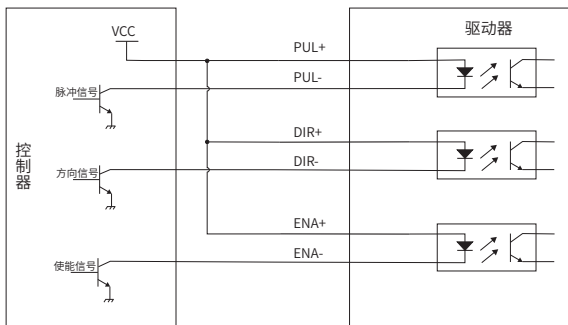 驱动器
VCC
PUL+
PUL-
脉冲信号
DIR+
控制器
方向信号
DIR-
ENA+
ENA-
使能信号